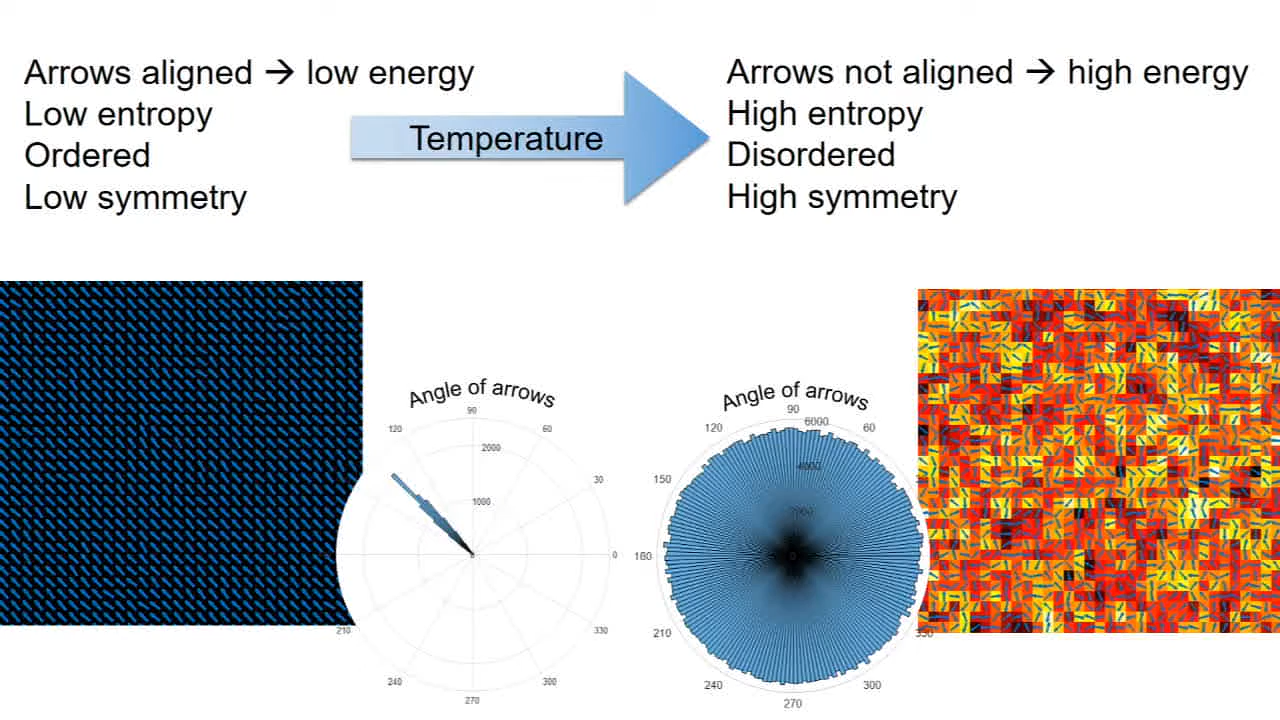 Arrows aligned → low energy
Low entropy
Ordered
Low symmetry
Temperature
Arrows not aligned → high energy
High entropy
Disordered
High symmetry
Angle of arrows
90
120
60
2000
30
1000
0
210
330
240
300
270
Angle of arrows
90
6000
120
60
4000
150
180
210
330
240
300
270